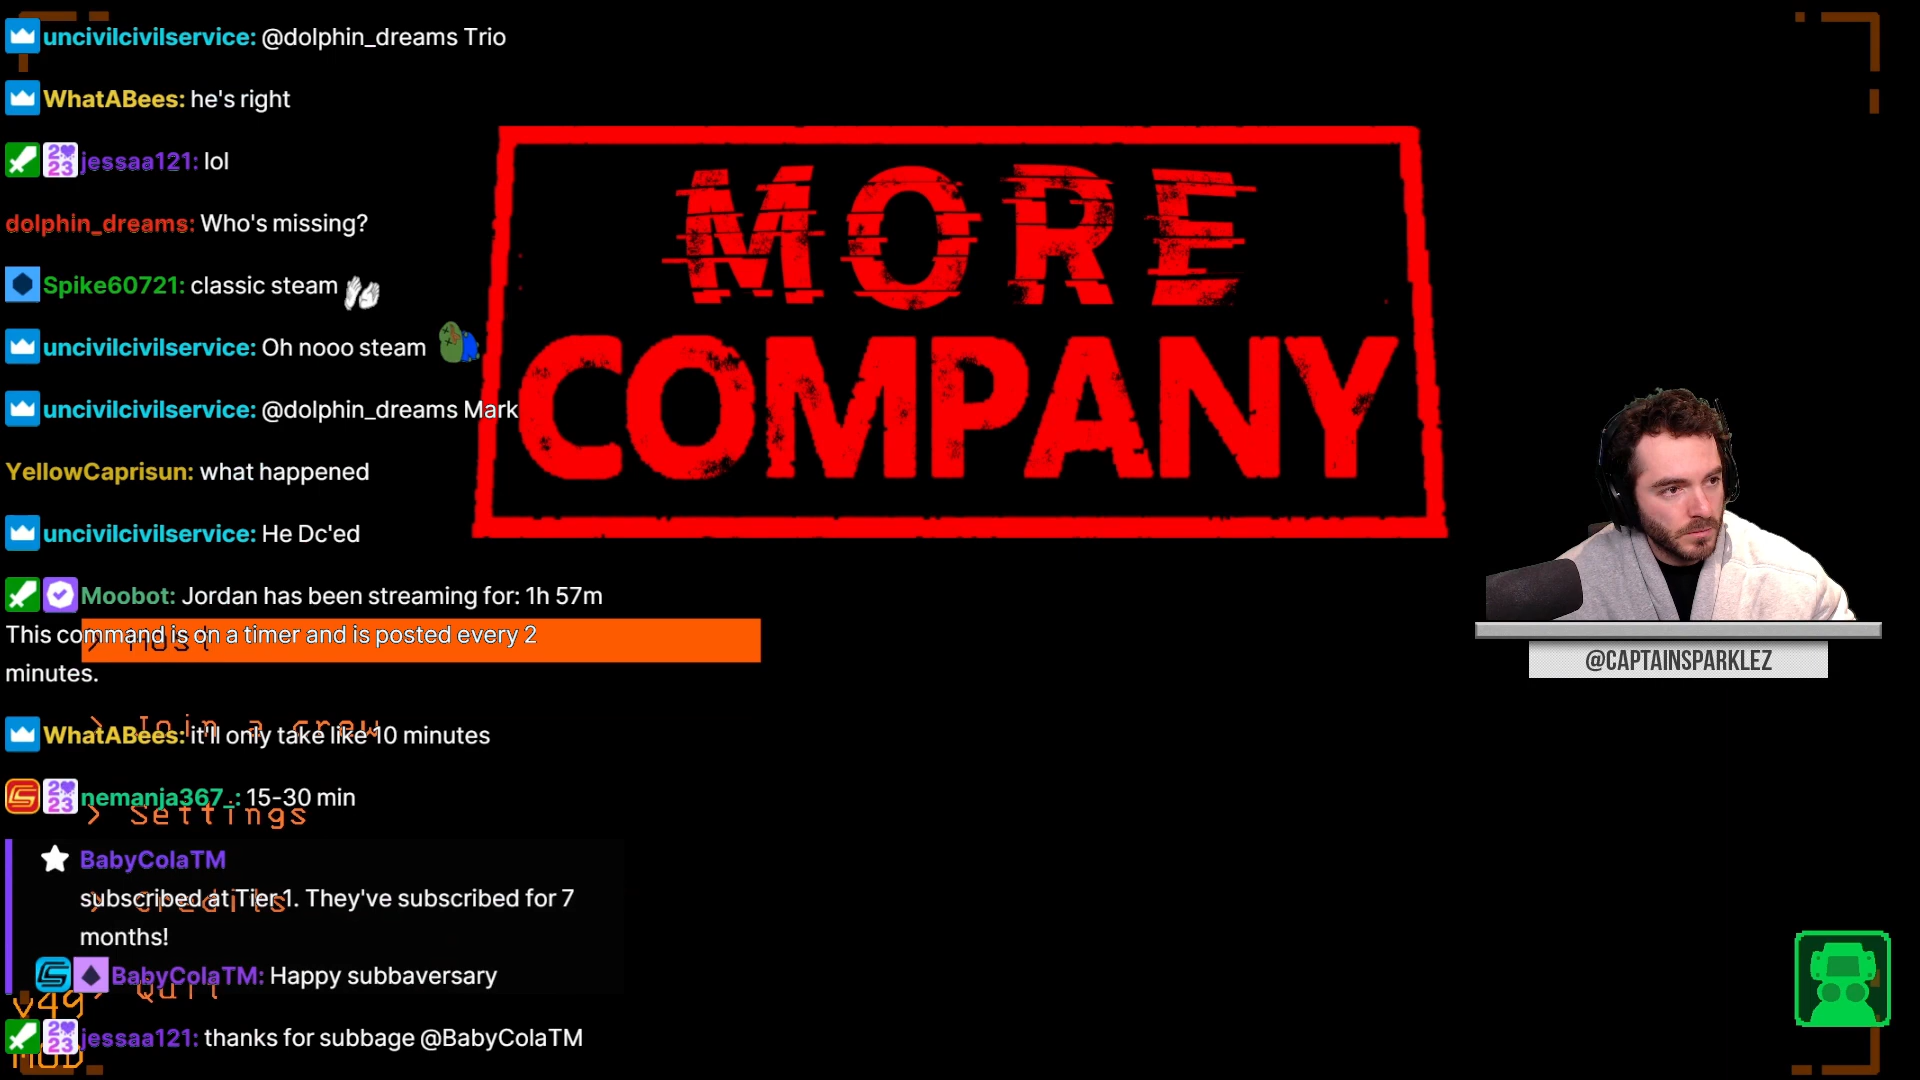 uncivilcivilservice: @dolphin_dreams Trio
WhatABees: he's right
jessaa121: lol
dolphin_dreams: Who's missing?
Spike60721: classic steam
uncivilcivilservice: Oh nooo steam
uncivilcivilservice: @dolphin_dreams Mark
YellowCaprisun: what happened
uncivilcivilservice: He Dc'ed
Moobot: Jordan has been streaming for: 1h 57m
This command is on a timer and is posted every 2
minutes.
> Host
WhatABees: it'll only take like 10 minutes
> Join a crew
nemanja367_: 15-30 min
> Settings
BabyColaTM
subscribed at Tier 1. They've subscribed for 7
months!
> Credits
BabyColaTM: Happy subbaversary
> Quit
v49
jessaa121: thanks for subbage @BabyColaTM
MOD
MORE
COMPANY
@CAPTAINSPARKLEZ